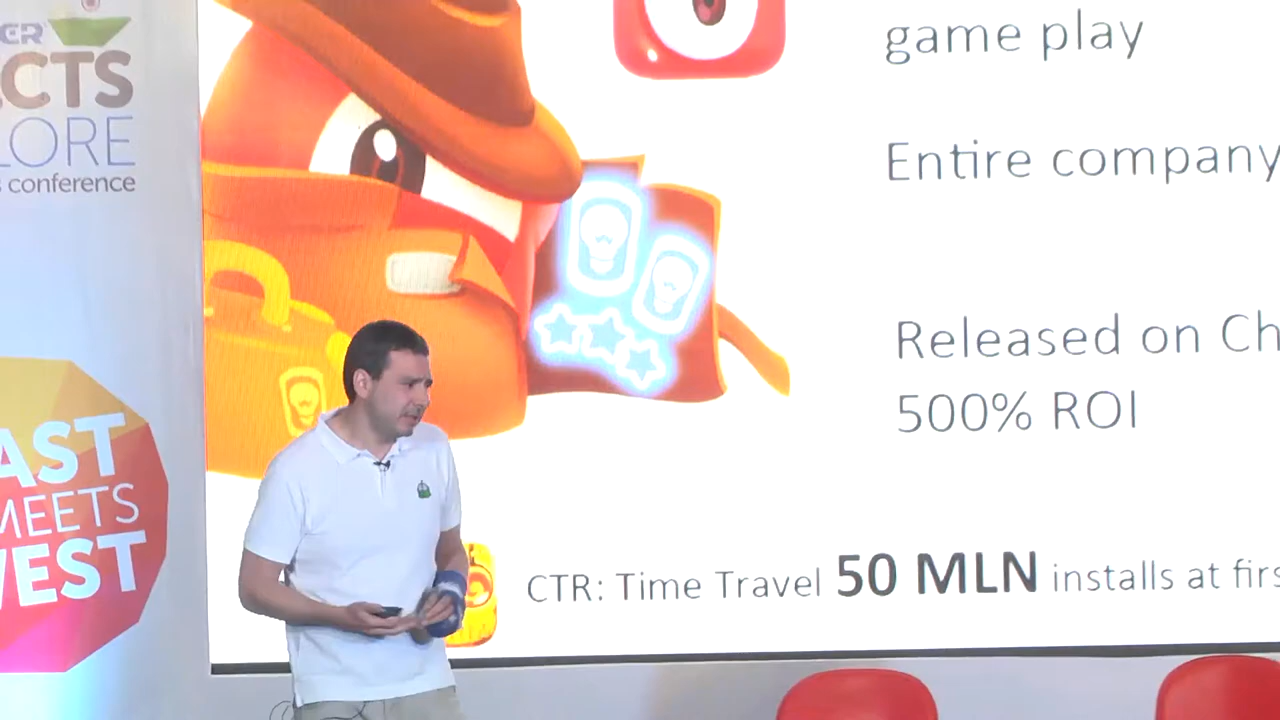 ER
CTS
LORE
s conference
AST
MEETS
WEST
game play
Entire company
Released on Ch
500% ROI
CTR: Time Travel 50 MLN installs at firs